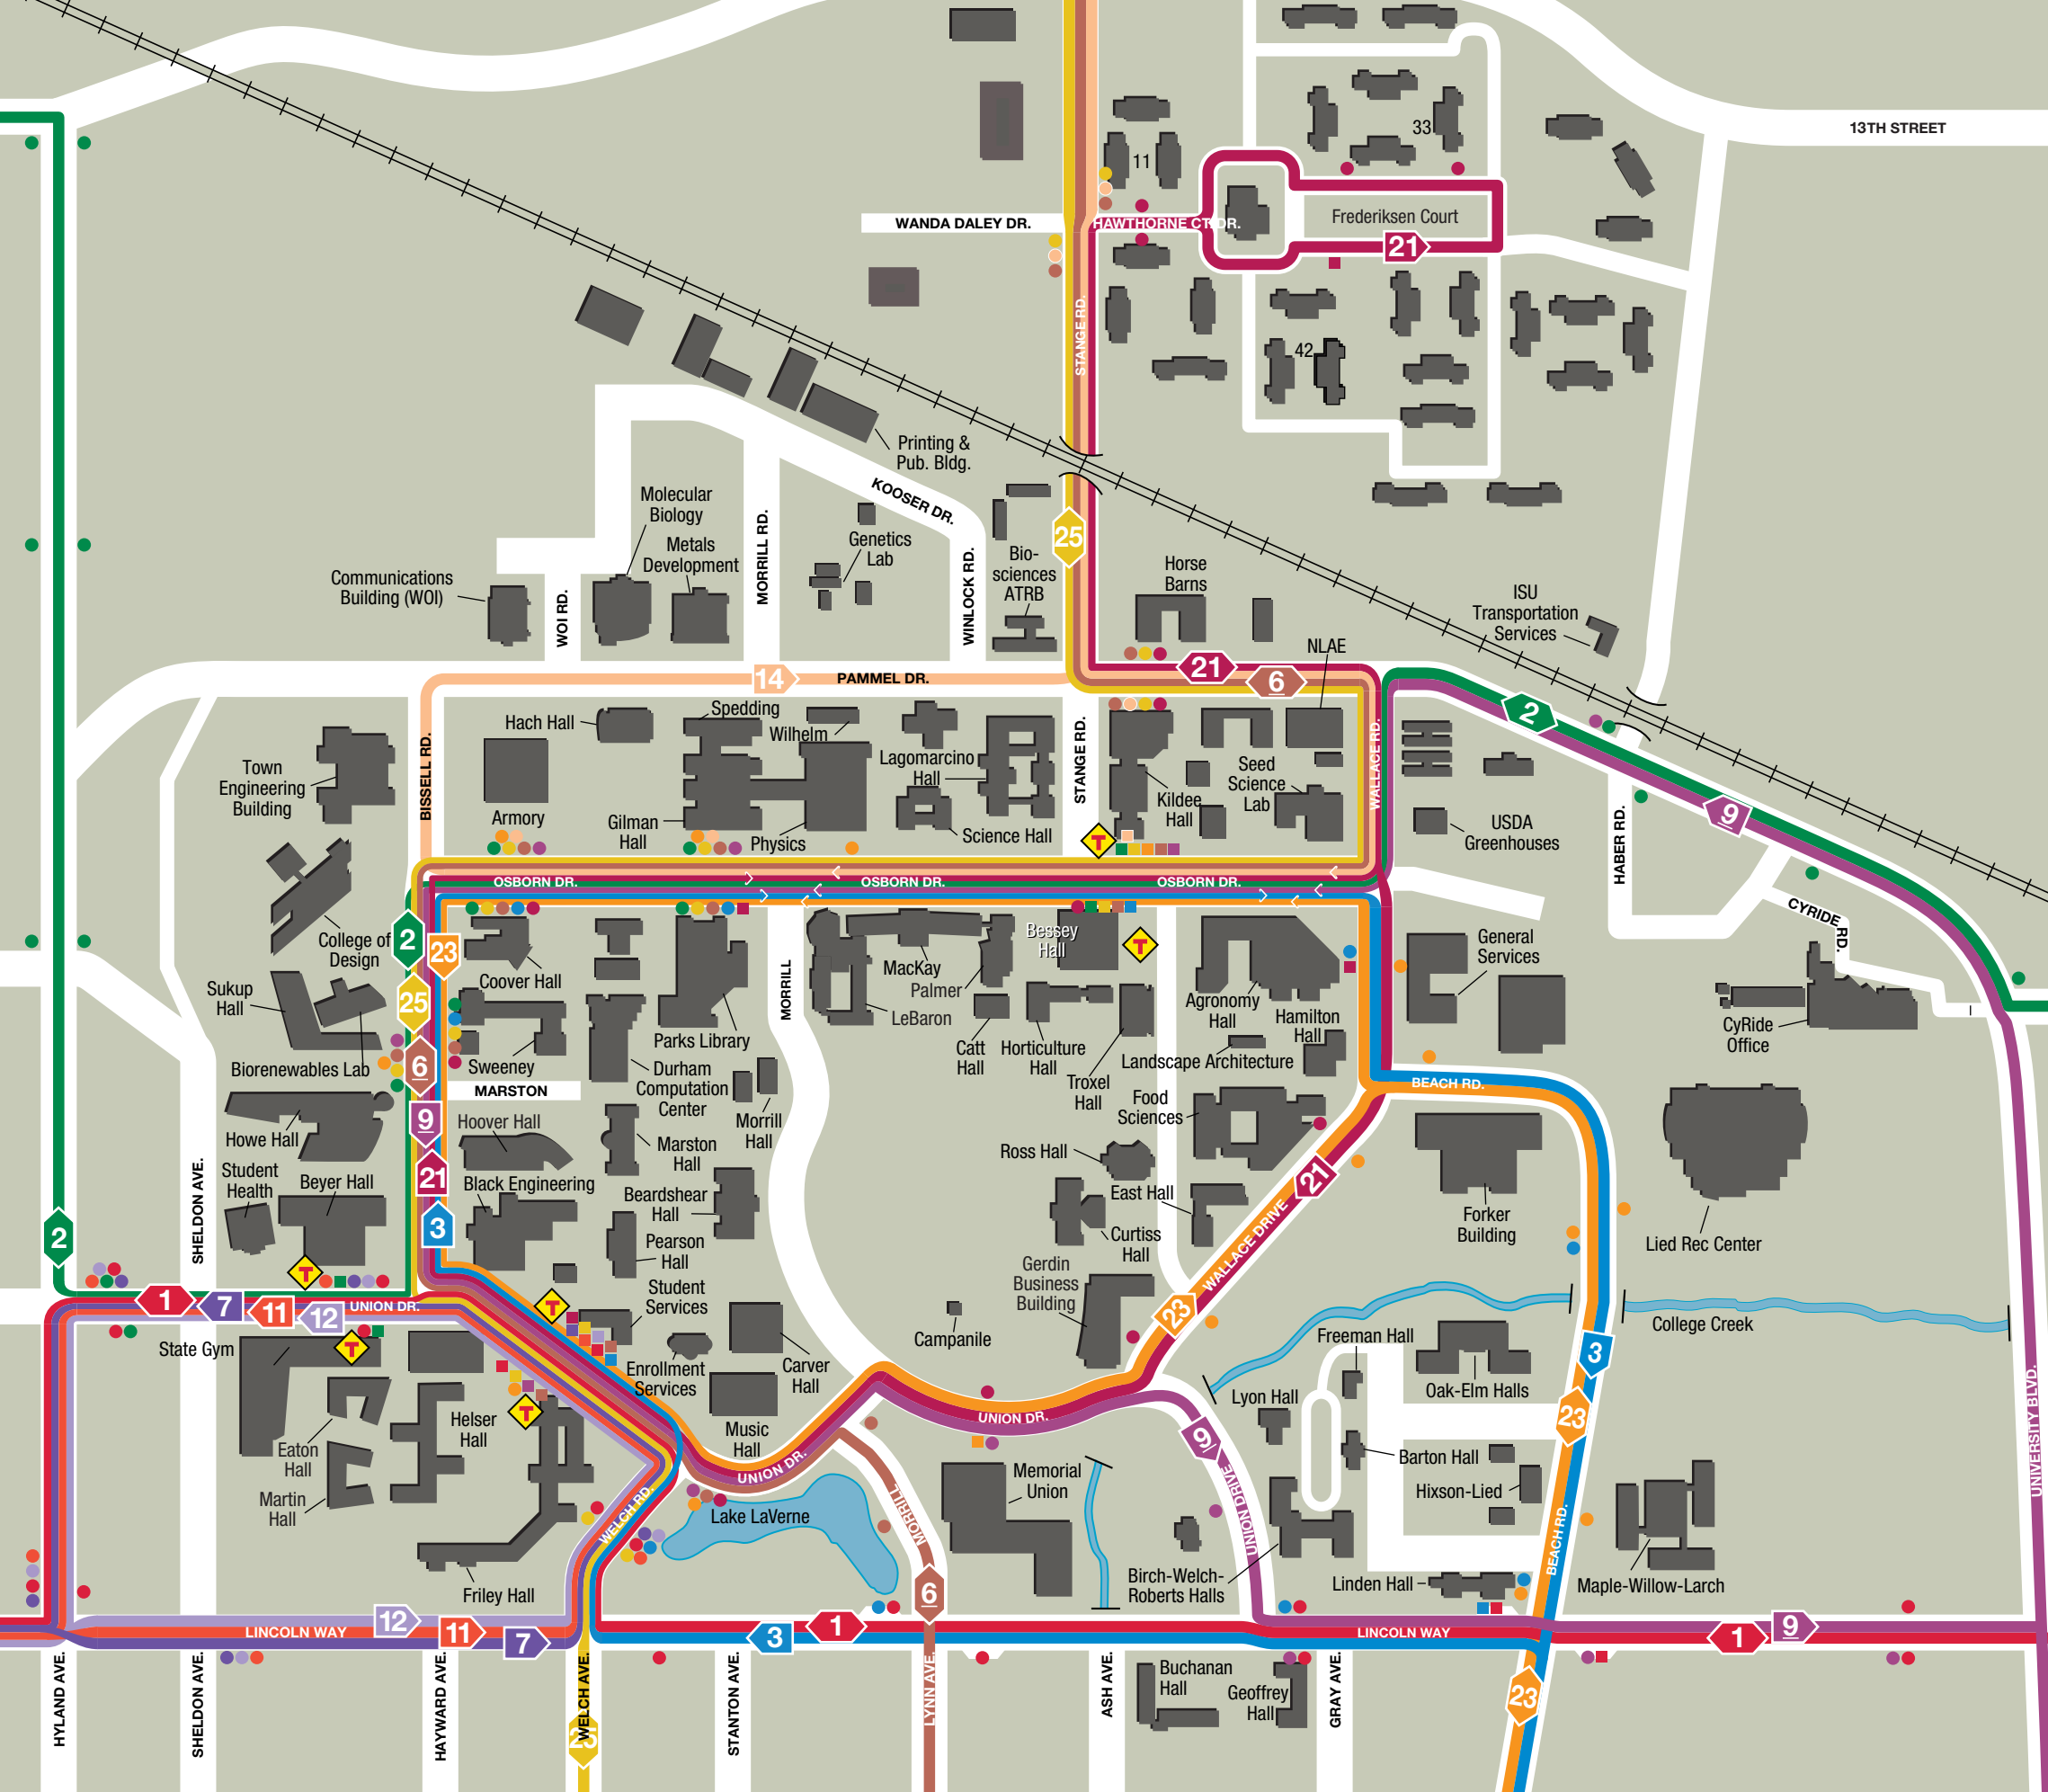 13TH STREET
33
11
WANDA DALEY DR.
HAWTHORNE CT. DR.
Frederiksen Court
21
STANGE RD.
42
Printing &
Pub. Bldg.
KOOSER DR.
Molecular
Biology
MORRILL RD.
Metals
Development
Genetics
Lab
WINLOCK RD.
Bio-
sciences
ATRB
25
Horse
Barns
ISU
Transportation
Services
Communications
Building (WOI)
WOI RD.
NLAE
14
PAMMEL DR.
21
6
2
Hach Hall
Spedding
Wilhelm
Lagomarcino
Hall
STANGE RD.
WALLACE RD.
BISSELL RD.
Town
Engineering
Building
Armory
Gilman
Hall
Physics
Science Hall
Kildee
Hall
Seed
Science
Lab
T
USDA
Greenhouses
HABER RD.
9
OSBORN DR.
OSBORN DR.
OSBORN DR.
CYRIDE RD.
College of
Design
2
23
Coover Hall
MORRILL
MacKay
Palmer
LeBaron
Bessey
Hall
T
General
Services
Sukup
Hall
25
Parks Library
Catt
Hall
Horticulture
Hall
Troxel
Hall
Agronomy
Hall
Hamilton
Hall
Landscape Architecture
CyRide
Office
Biorenewables Lab
6
Sweeney
Durham
Computation
Center
MARSTON
Morrill
Hall
BEACH RD.
9
Howe Hall
Hoover Hall
Marston
Hall
Food
Sciences
Ross Hall
SHELDON AVE.
Student
Health
Beyer Hall
21
Black Engineering
Beardshear
Hall
East Hall
21
2
3
Pearson
Hall
Curtiss
Hall
WALLACE DRIVE
Forker
Building
Lied Rec Center
T
Gerdin
Business
Building
1
7
11
12
UNION DR.
T
Student
Services
23
Campanile
College Creek
State Gym
T
Enrollment
Services
Carver
Hall
Freeman Hall
3
Oak-Elm Halls
Lyon Hall
T
Eaton
Hall
Helser
Hall
Music
Hall
UNION DR.
UNION DR.
9
23
Barton Hall
UNIVERSITY BLVD.
Martin
Hall
Memorial
Union
Hixson-Lied
WELCH RD.
Lake LaVerne
MORRILL
UNION DRIVE
BEACH RD.
Friley Hall
6
Birch-Welch-
Roberts Halls
Linden Hall
Maple-Willow-Larch
12
LINCOLN WAY
11
7
3
1
LINCOLN WAY
1
9
HYLAND AVE.
SHELDON AVE.
HAYWARD AVE.
WELCH AVE.
STANTON AVE.
LYNN AVE.
ASH AVE.
Buchanan
Hall
Geoffrey
Hall
GRAY AVE.
23